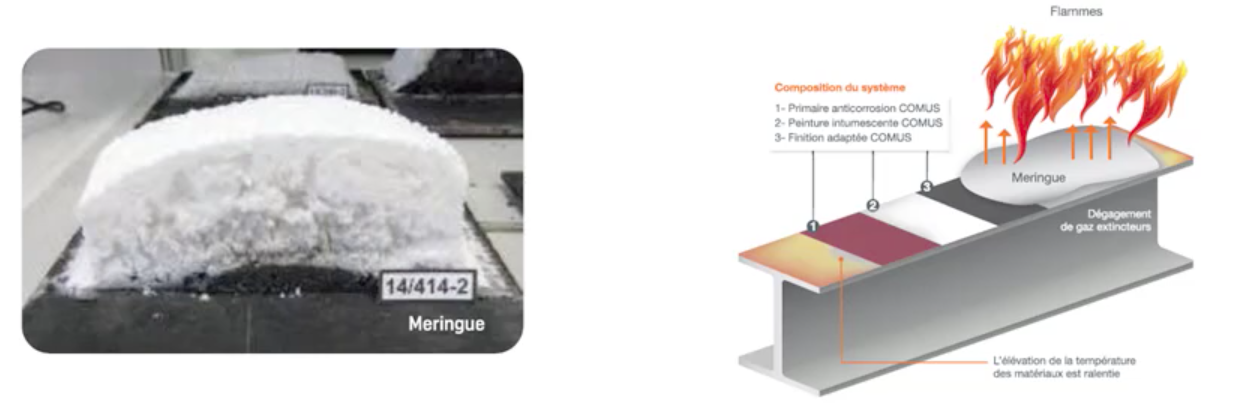 14/414-2
Meringue
Flammes
Composition du système
1- Primaire anticorrosion COMUS
2- Peinture intumescente COMUS
3- Finition adaptée COMUS
3
2
1
Meringue
Dégagement
de gaz extincteurs
L'élévation de la température
des matériaux est ralentie